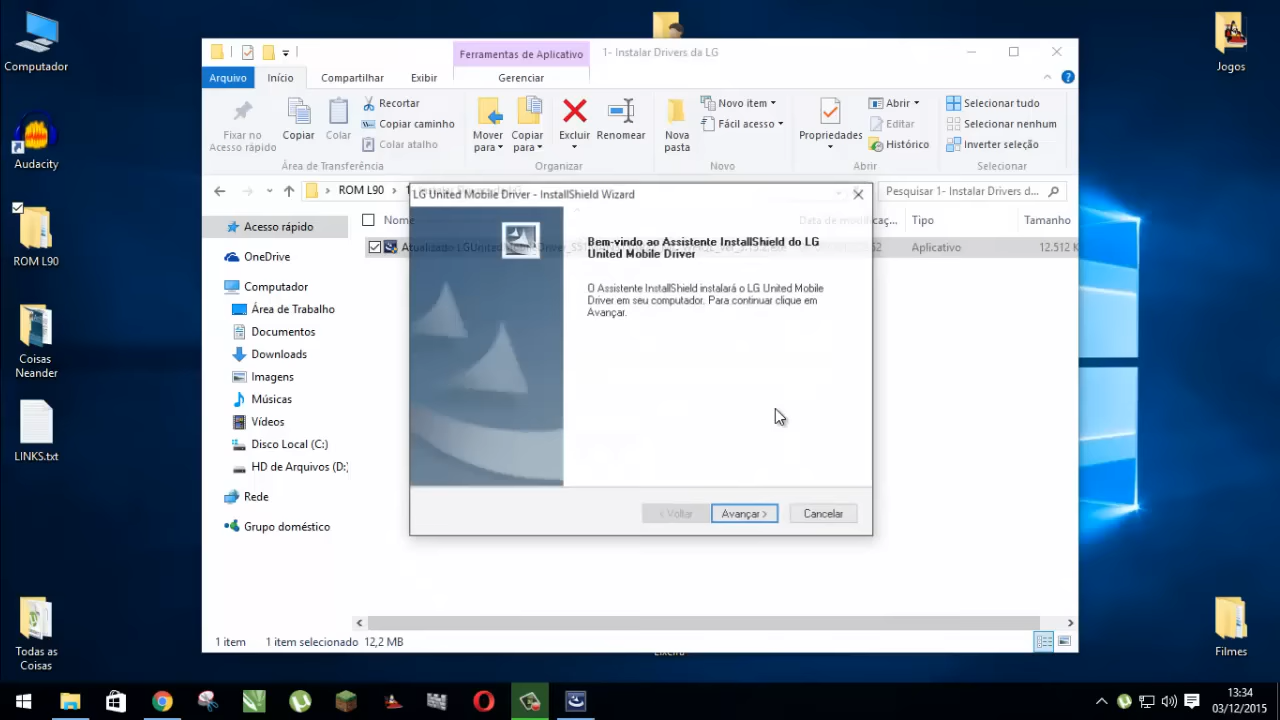 Computador
Audacity
ROM L90
Coisas
Neander
LINKS.txt
Todas as
Coisas
Jogos
Filmes
Ferramentas de Aplicativo
1- Instalar Drivers da LG
Arquivo
Início
Compartilhar
Exibir
Gerenciar
Fixar no
Acesso rápido
Copiar
Colar
Recortar
Copiar caminho
Colar atalho
Área de Transferência
Mover
para
Copiar
para
Excluir
Renomear
Organizar
Nova
pasta
Novo item
Fácil acesso
Novo
Propriedades
Abrir
Editar
Histórico
Abrir
Selecionar tudo
Selecionar nenhum
Inverter seleção
Selecionar
ROM L90
Pesquisar 1- Instalar Drivers d...
Nome
Data de modificaç...
Tipo
Tamanho
Aplicativo
12.512 K
Acesso rápido
OneDrive
Computador
Área de Trabalho
Documentos
Downloads
Imagens
Músicas
Vídeos
Disco Local (C:)
HD de Arquivos (D:)
Rede
Grupo doméstico
LG United Mobile Driver - InstallShield Wizard
Bem-vindo ao Assistente InstallShield do LG
United Mobile Driver
O Assistente InstallShield instalará o LG United Mobile
Driver em seu computador. Para continuar clique em
Avançar.
< Voltar
Avançar >
Cancelar
1 item
1 item selecionado 12,2 MB
13:34
03/12/2015